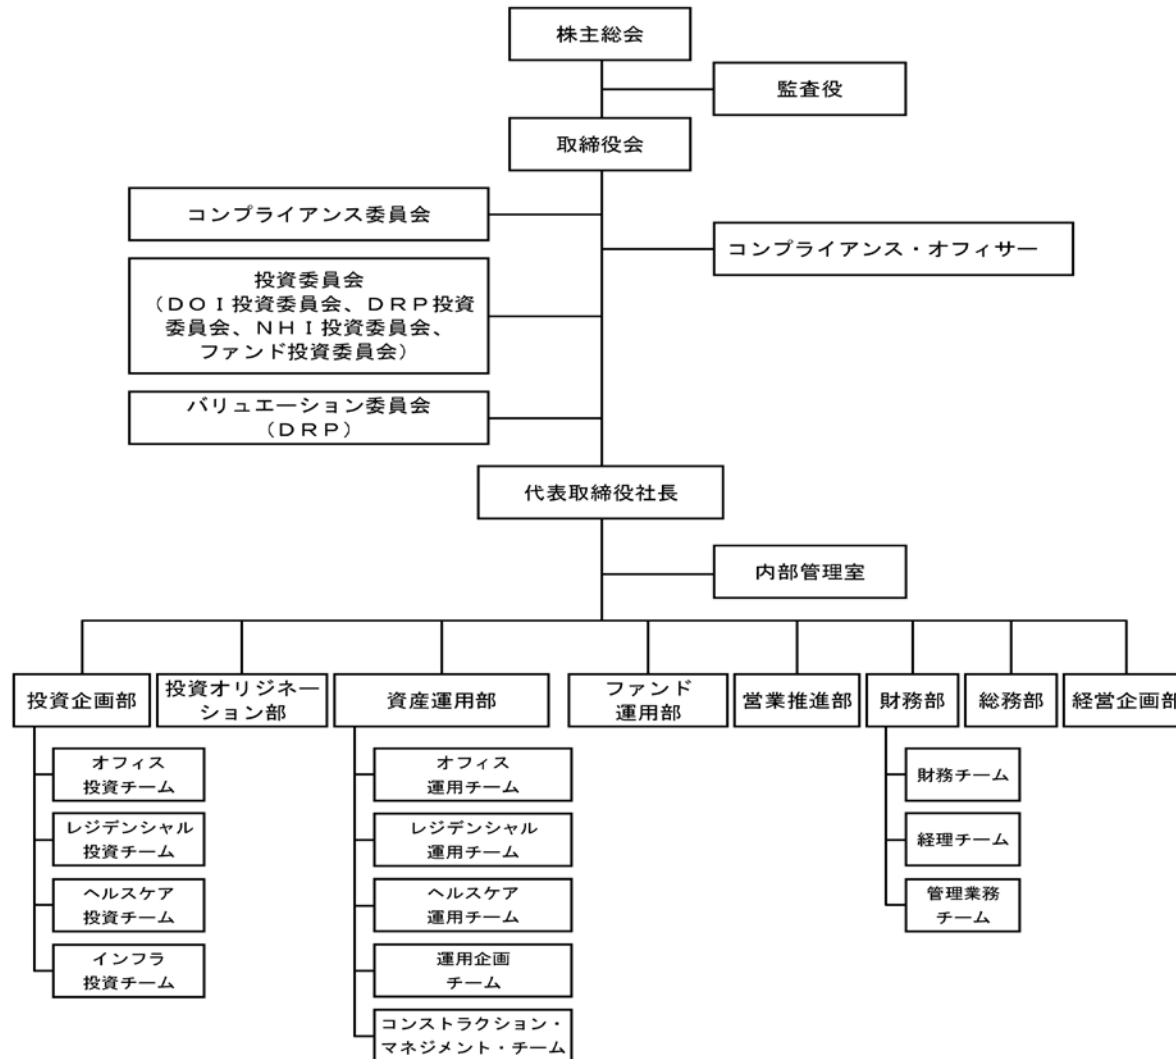 株主総会
監査役
取締役会
コンプライアンス委員会
コンプライアンス・オフィサー
投資委員会
(DOI投資委員会、DRP投資
委員会、NHI投資委員会、
ファンド投資委員会)
バリュエーション委員会
(DRP)
代表取締役社長
内部管理室
投資企画部
投資オリジネー
ション部
資産運用部
ファンド
運用部
営業推進部
財務部
総務部
経営企画部
オフィス
投資チーム
レジデンシャル
投資チーム
ヘルスケア
投資チーム
インフラ
投資チーム
オフィス
運用チーム
レジデンシャル
運用チーム
ヘルスケア
運用チーム
運用企画
チーム
コンストラクション・
マネジメント・チーム
財務チーム
経理チーム
管理業務
チーム